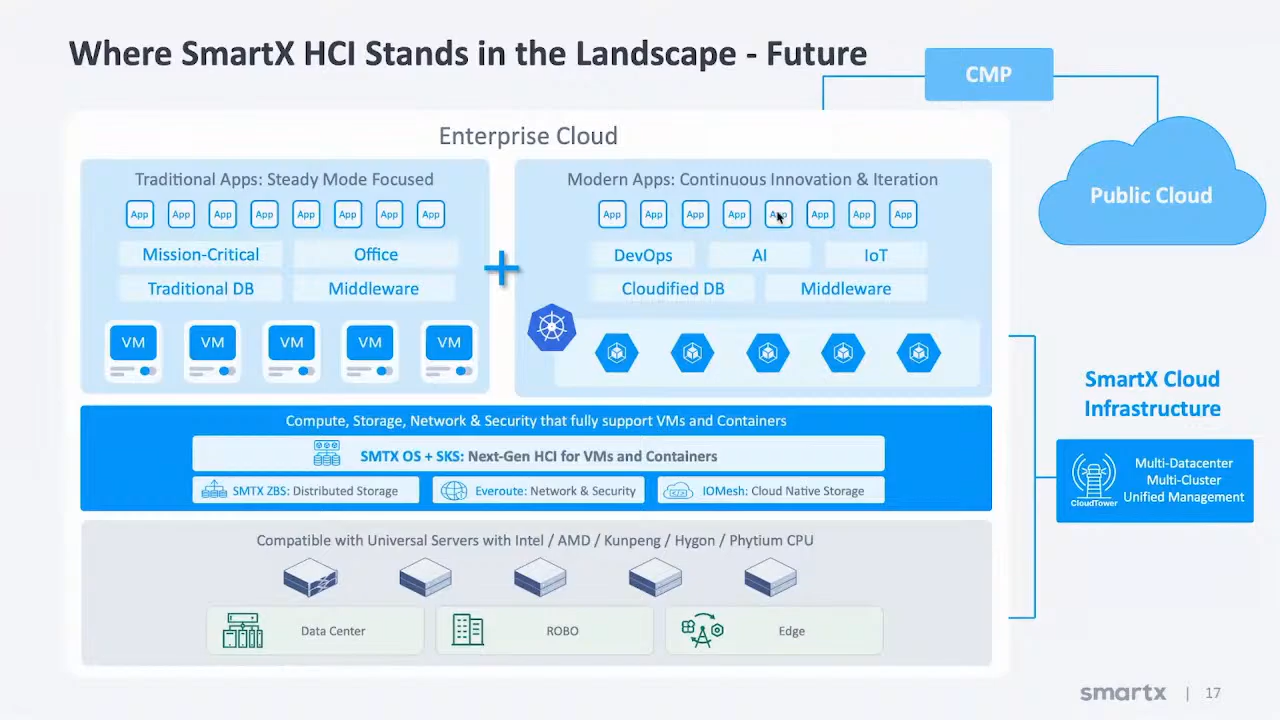 Where SmartX HCI Stands in the Landscape - Future
CMP
Public Cloud
Enterprise Cloud
Traditional Apps: Steady Mode Focused
App App App App App App App App
Mission-Critical Office
Traditional DB Middleware
VM VM VM VM VM
Modern Apps: Continuous Innovation & Iteration
App App App App App App App App
DevOps AI IoT
Cloudified DB Middleware
Compute, Storage, Network & Security that fully support VMs and Containers
SMTX OS + SKS: Next-Gen HCI for VMs and Containers
SMTX ZBS: Distributed Storage
Everoute: Network & Security
IOMesh: Cloud Native Storage
Compatible with Universal Servers with Intel / AMD / Kunpeng / Hygon / Phytium CPU
Data Center
ROBO
Edge
SmartX Cloud
Infrastructure
CloudTower
Multi-Datacenter
Multi-Cluster
Unified Management
smartx | 17